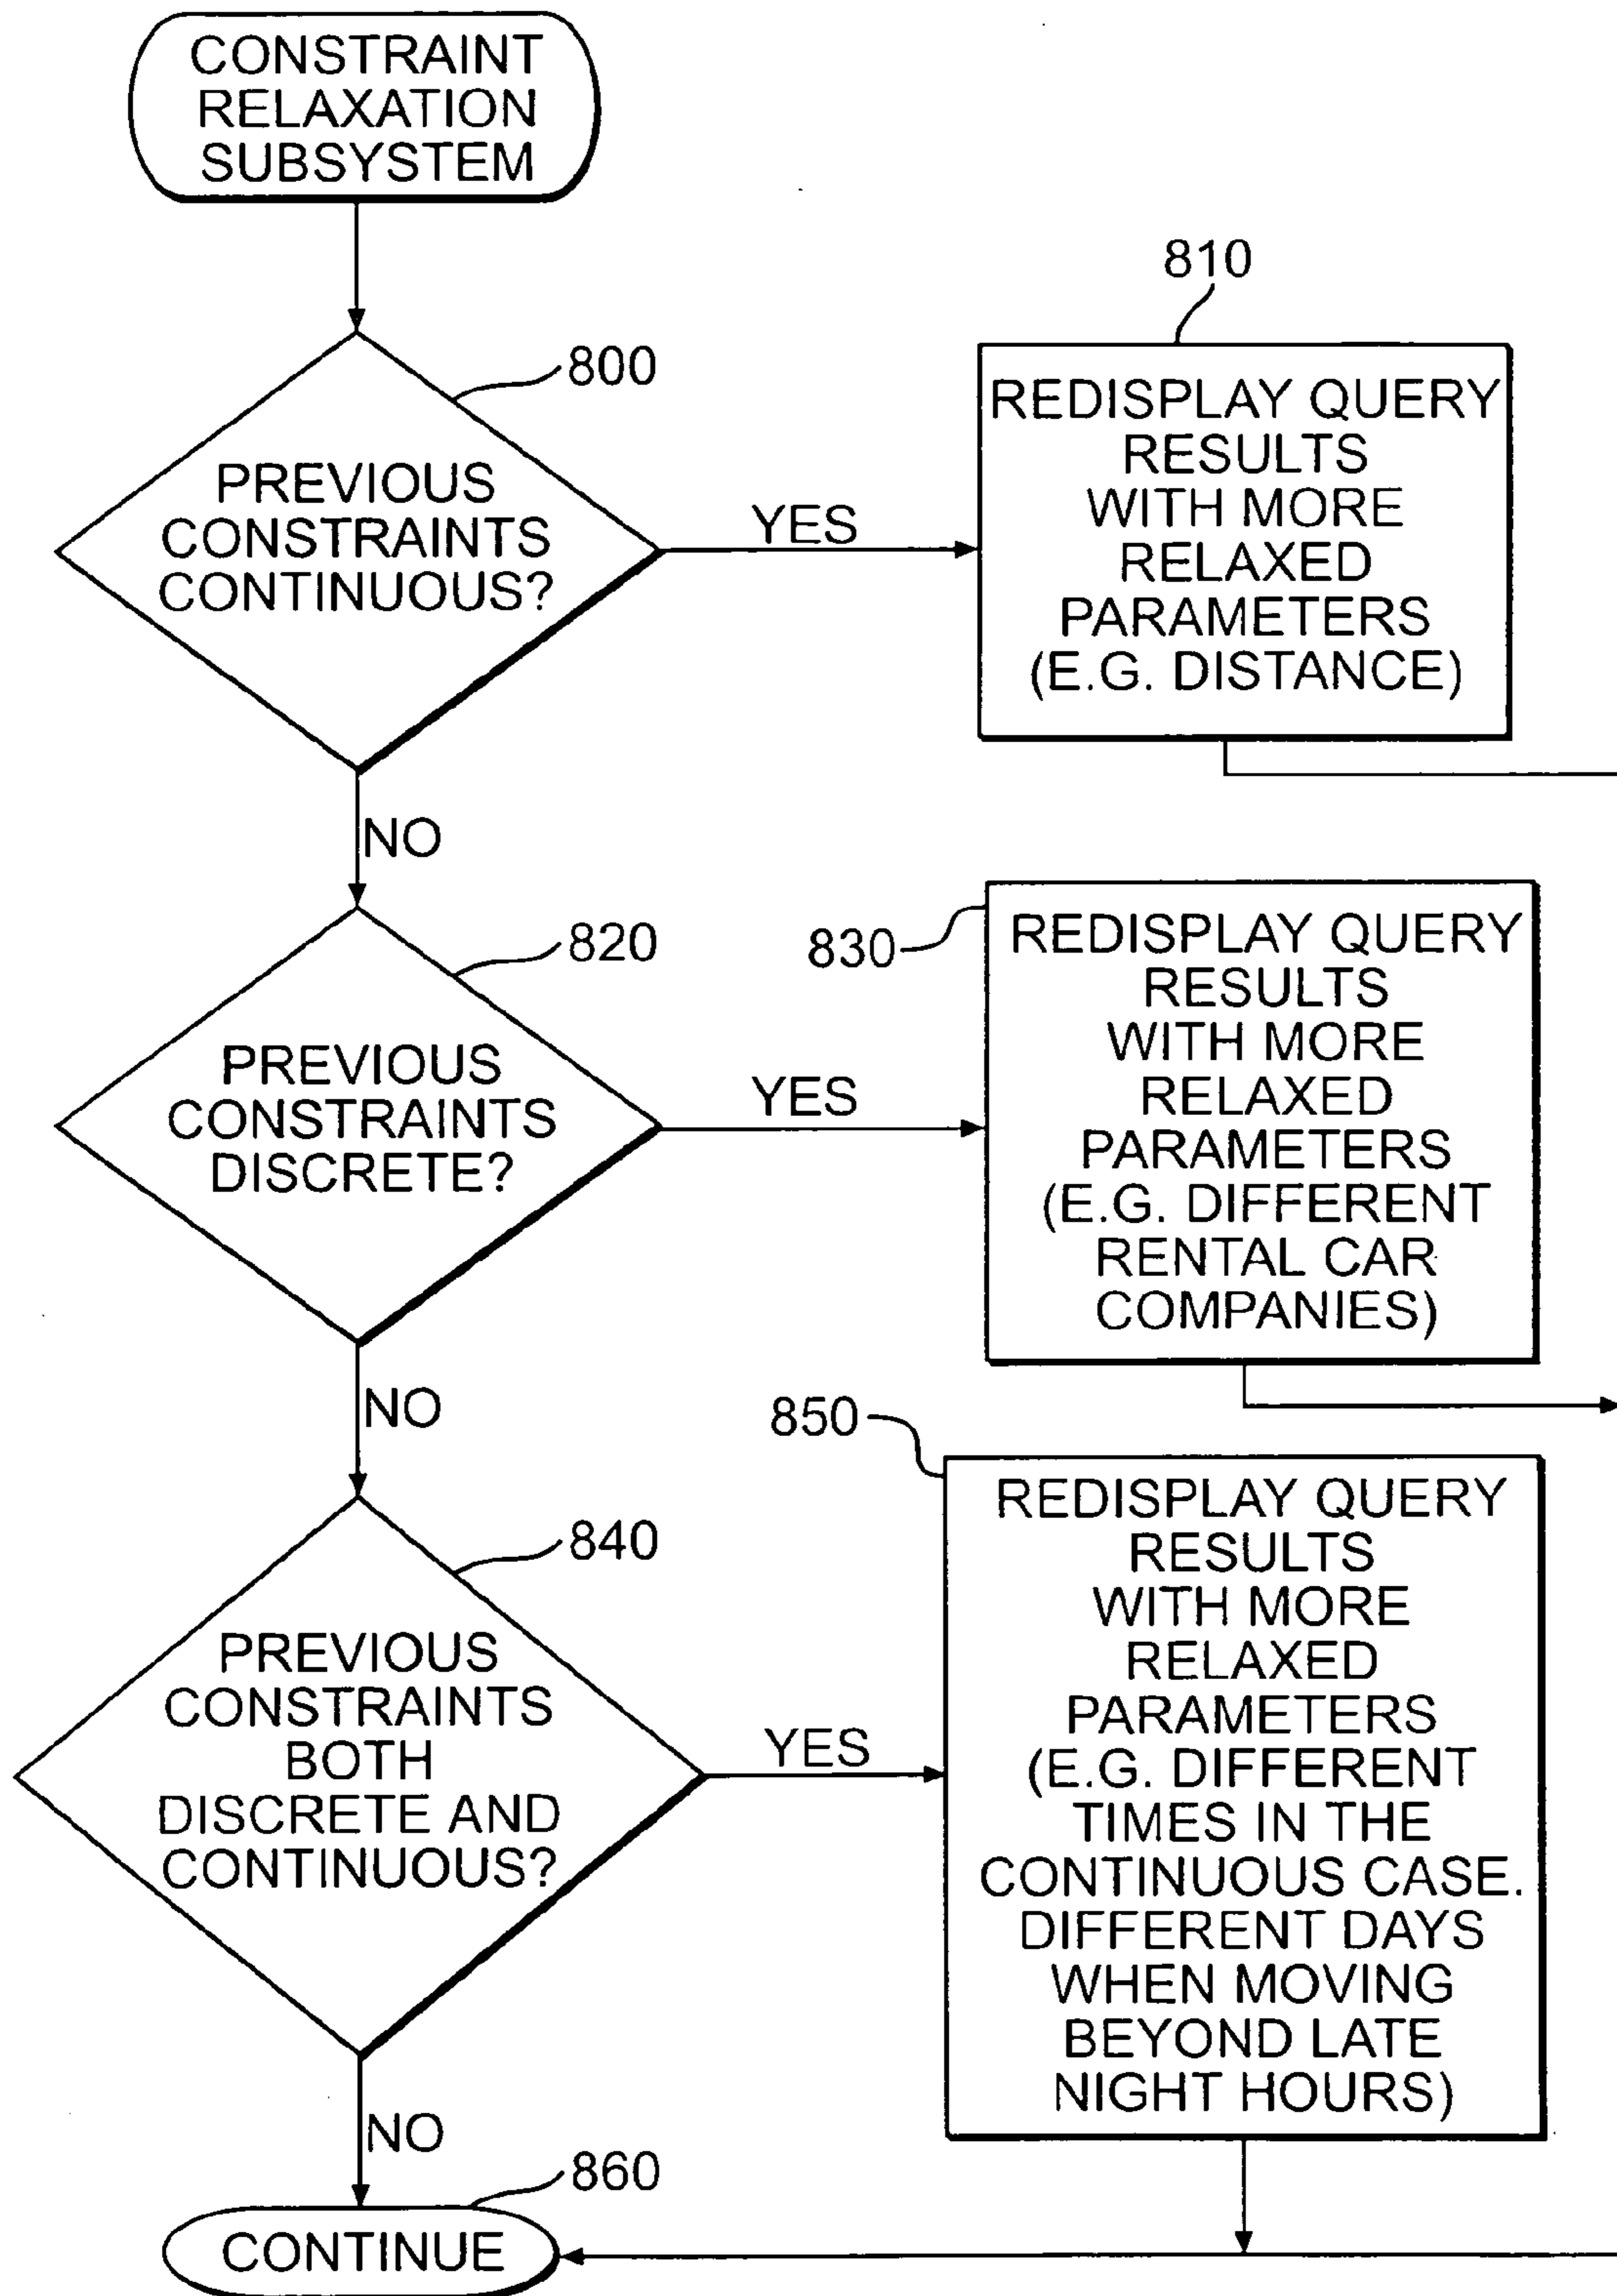 CONSTRAINT
RELAXATION
SUBSYSTEM
800
PREVIOUS
CONSTRAINTS
CONTINUOUS?
YES
810
REDISPLAY QUERY
RESULTS
WITH MORE
RELAXED
PARAMETERS
(E.G. DISTANCE)
NO
820
PREVIOUS
CONSTRAINTS
DISCRETE?
YES
830
REDISPLAY QUERY
RESULTS
WITH MORE
RELAXED
PARAMETERS
(E.G. DIFFERENT
RENTAL CAR
COMPANIES)
NO
840
PREVIOUS
CONSTRAINTS
BOTH
DISCRETE AND
CONTINUOUS?
YES
850
REDISPLAY QUERY
RESULTS
WITH MORE
RELAXED
PARAMETERS
(E.G. DIFFERENT
TIMES IN THE
CONTINUOUS CASE.
DIFFERENT DAYS
WHEN MOVING
BEYOND LATE
NIGHT HOURS)
NO
860
CONTINUE